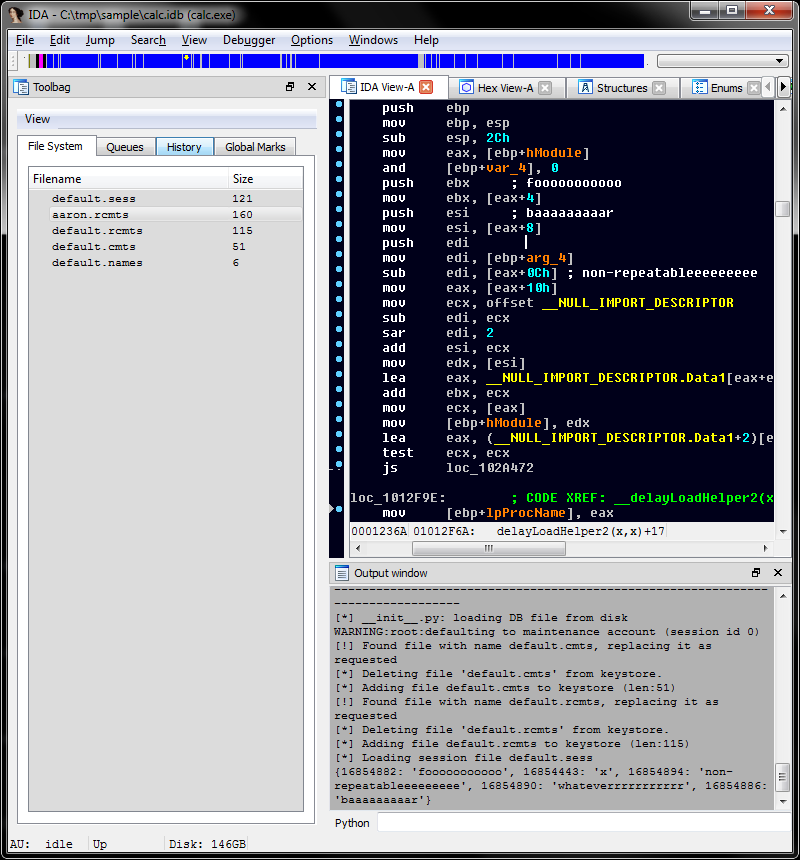 IDA - C:\tmp\sample\calc.idb (calc.exe)
File Edit Jump Search View Debugger Options Windows Help
Toolbag
View
File System Queues History Global Marks
Filename Size
default.sess 121
aaron.rcmts 160
default.rcmts 115
default.cmts 51
default.names 6
IDA View-A Hex View-A Structures Enums
push ebp
mov ebp, esp
sub esp, 2Ch
mov eax, [ebp+hModule]
and [ebp+var_4], 0
push ebx ; fooooooooooo
mov ebx, [eax+4]
push esi ; baaaaaaaaar
mov esi, [eax+8]
push edi
mov edi, [ebp+arg_4]
sub edi, [eax+0Ch] ; non-repeatableeeeeeeee
mov eax, [eax+10h]
mov ecx, offset __NULL_IMPORT_DESCRIPTOR
sub edi, ecx
sar edi, 2
add esi, ecx
mov edx, [esi]
lea eax, __NULL_IMPORT_DESCRIPTOR.Data1[eax+e
add ebx, ecx
mov ecx, [eax]
mov [ebp+hModule], edx
lea eax, (__NULL_IMPORT_DESCRIPTOR.Data1+2)[e
test ecx, ecx
js loc_102A472
loc_1012F9E: ; CODE XREF: __delayLoadHelper2(x
mov [ebp+lpProcName], eax
0001236A 01012F6A: delayLoadHelper2(x,x)+17
Output window
--------------------------------------------------------------
------------------
[*] __init__.py: loading DB file from disk
WARNING:root:defaulting to maintenance account (session id 0)
[!] Found file with name default.cmts, replacing it as
requested
[*] Deleting file 'default.cmts' from keystore.
[*] Adding file default.cmts to keystore (len:51)
[!] Found file with name default.rcmts, replacing it as
requested
[*] Deleting file 'default.rcmts' from keystore.
[*] Adding file default.rcmts to keystore (len:115)
[*] Loading session file default.sess
{16854882: 'fooooooooooo', 16854443: 'x', 16854894: 'non-
repeatableeeeeeeee', 16854890: 'whateverrrrrrrrrrr', 16854886:
'baaaaaaaaar'}
Python
AU: idle Up Disk: 146GB